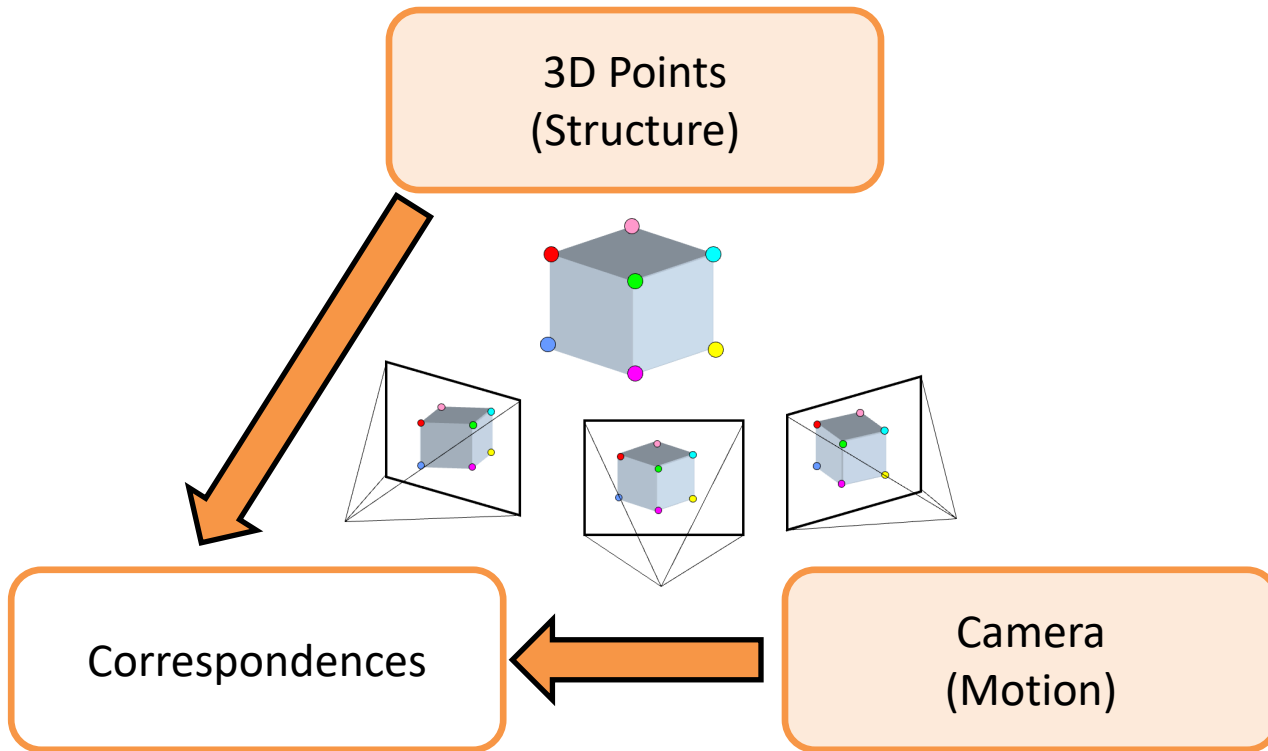 3D Points
(Structure)
Correspondences
Camera
(Motion)